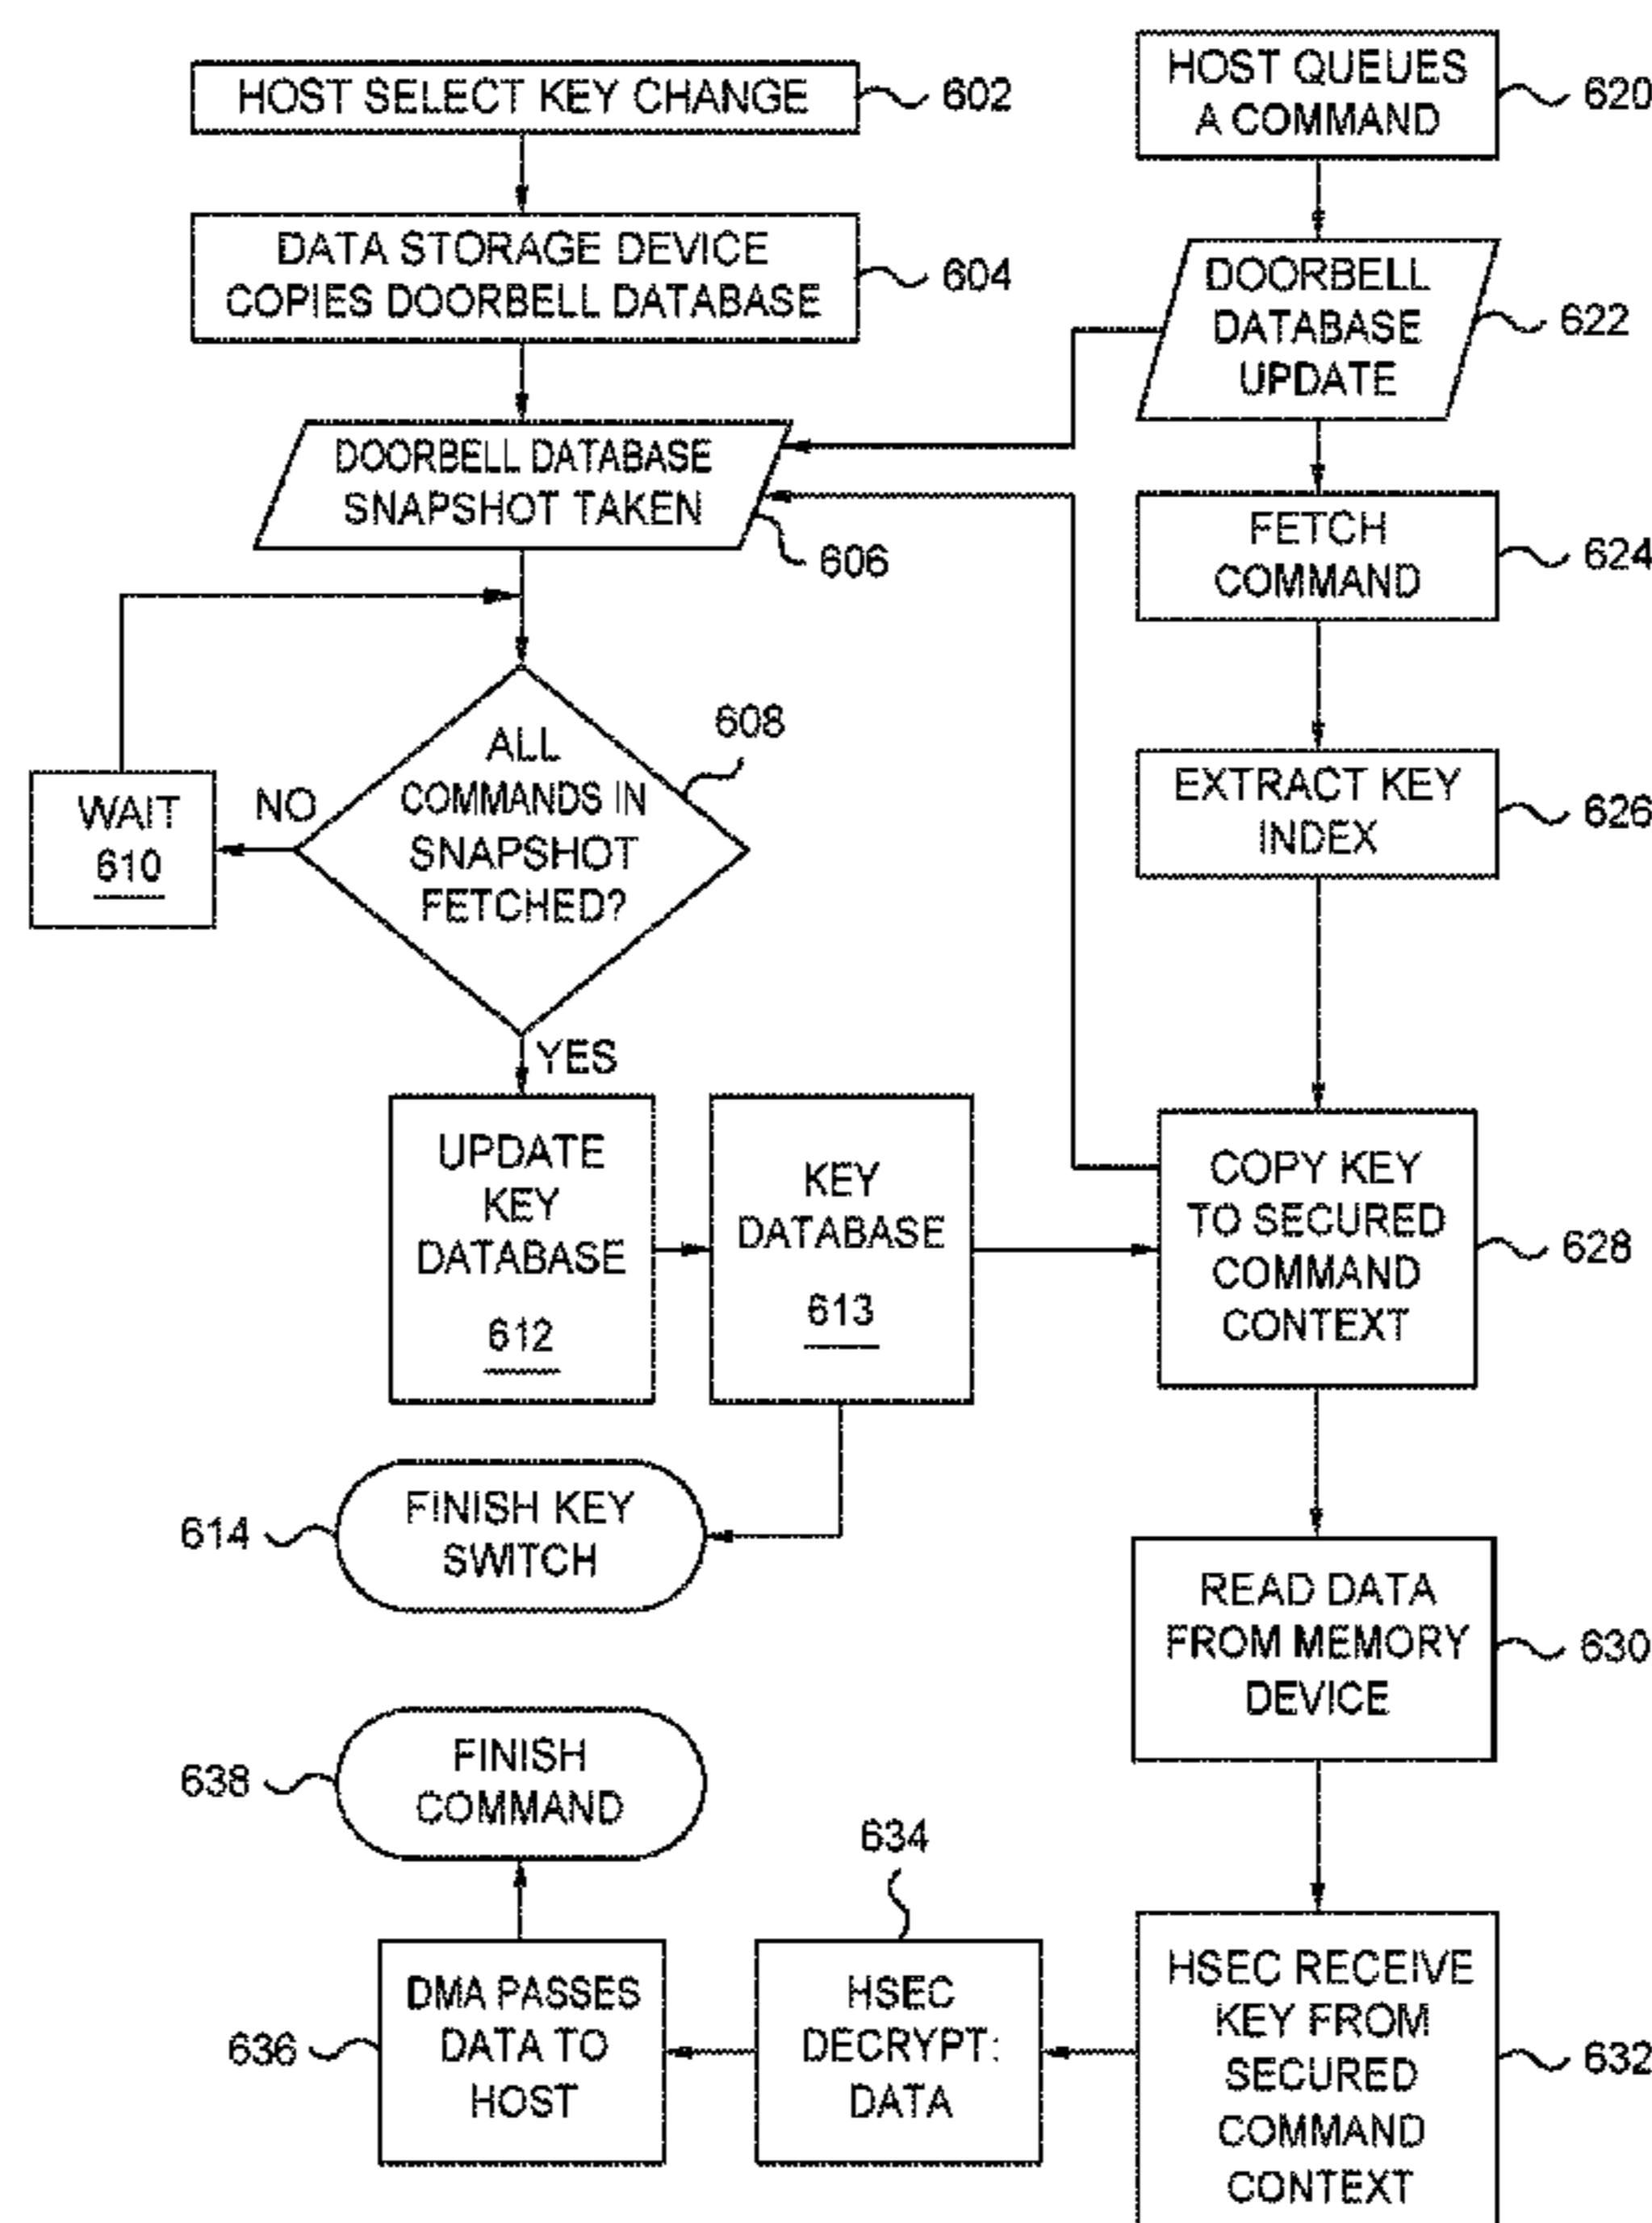 HOST SELECT KEY CHANGE
602
DATA STORAGE DEVICE
COPIES DOORBELL DATABASE
604
DOORBELL DATABASE
SNAPSHOT TAKEN
606
ALL
COMMANDS IN
SNAPSHOT
FETCHED?
608
NO
WAIT
610
YES
UPDATE
KEY
DATABASE
612
KEY
DATABASE
613
FINISH KEY
SWITCH
614
HOST QUEUES
A COMMAND
620
DOORBELL
DATABASE
UPDATE
622
FETCH
COMMAND
624
EXTRACT KEY
INDEX
626
COPY KEY
TO SECURED
COMMAND
CONTEXT
628
READ DATA
FROM MEMORY
DEVICE
630
HSEC RECEIVE
KEY FROM
SECURED
COMMAND
CONTEXT
632
634
HSEC
DECRYPT:
DATA
DMA PASSES
DATA TO
HOST
636
FINISH
COMMAND
638